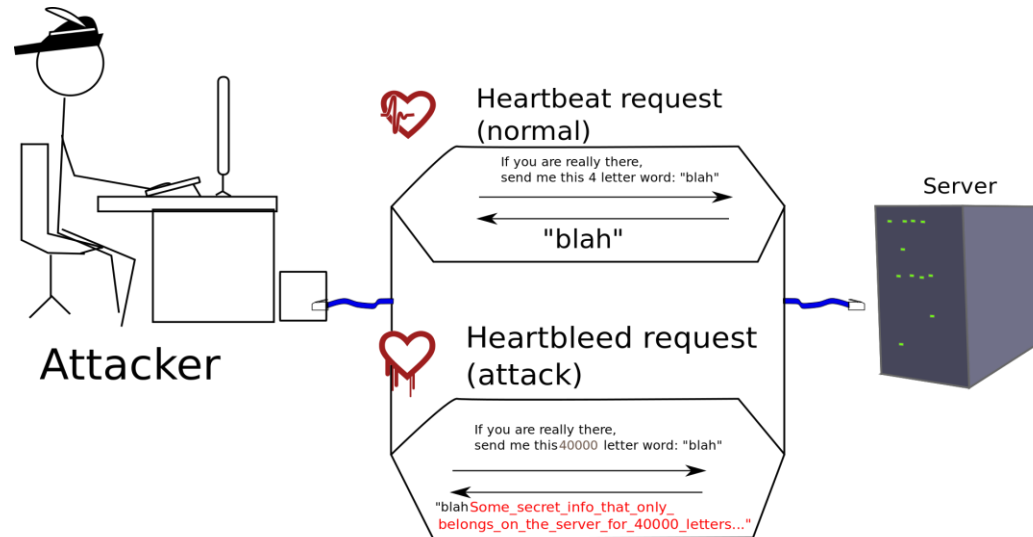 Heartbeat request
(normal)
If you are really there,
send me this 4 letter word: "blah"
"blah"
Server
Attacker
Heartbleed request
(attack)
If you are really there,
send me this 40000 letter word: "blah"
"blahSome_secret_info_that_only_
belongs_on_the_server_for_40000_letters..."